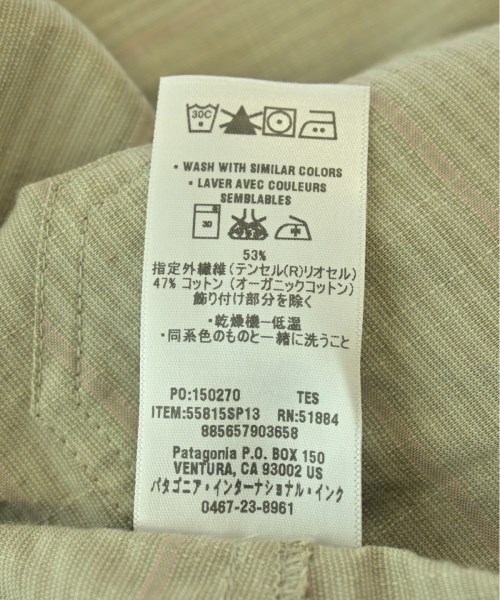 30C
• WASH WITH SIMILAR COLORS
• LAVER AVEC COULEURS
SEMBLABLES
30
53%
指定外繊維(テンセル(R)リオセル)
47% コットン (オーガニックコットン)
飾り付け部分を除く
・乾燥機ー低温
・同系色のものと一緒に洗うこと
PO:150270 TES
ITEM:55815SP13 RN:51884
885657903658
Patagonia P.O. BOX 150
VENTURA, CA 93002 US
パタゴニア・インターナショナル・インク
0467-23-8961